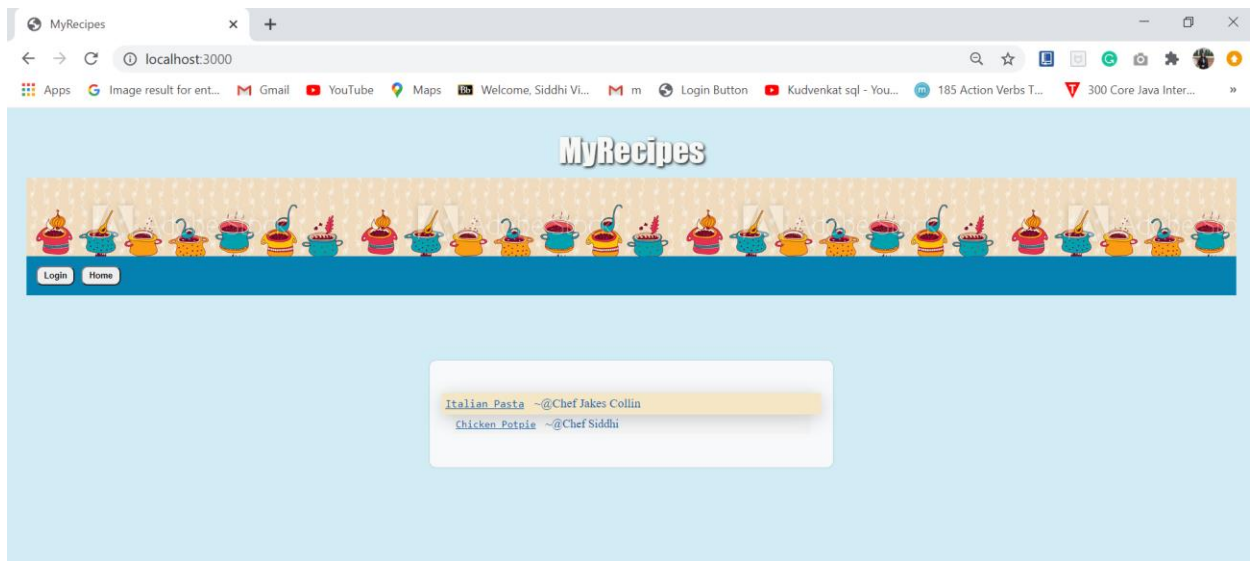 MyRecipes
localhost:3000
Apps Image result for ent... Gmail YouTube Maps Bb Welcome, Siddhi Vi... m Login Button Kudvenkat sql - You... 185 Action Verbs T... 300 Core Java Inter... »
MyRecipes
Login Home
Italian Pasta ~@Chef Jakes Collin
Chicken Potpie ~@Chef Siddhi